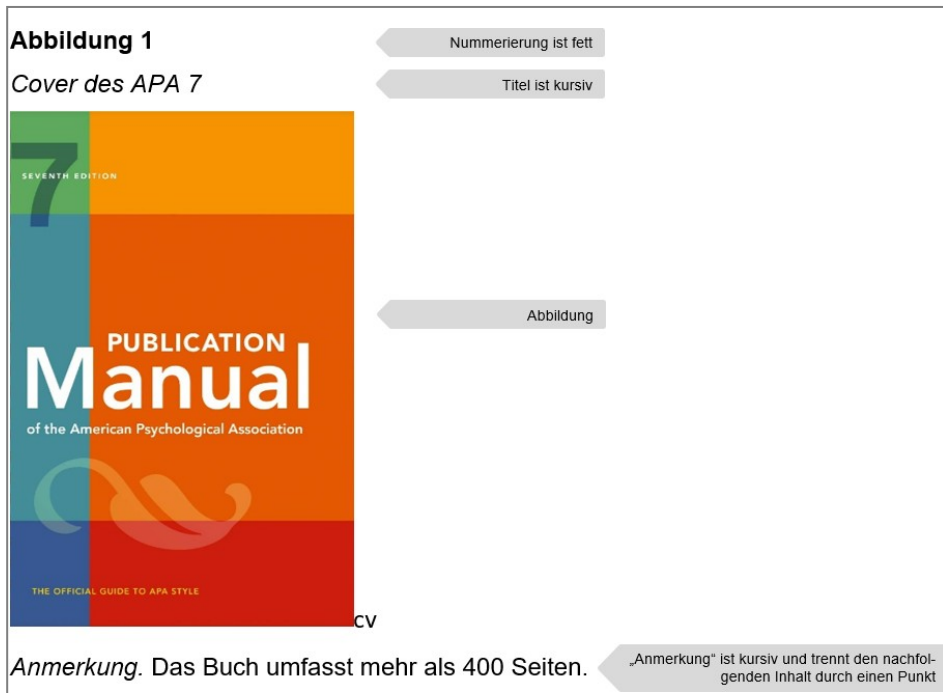 Abbildung 1
Nummerierung ist fett
Cover des APA 7
Titel ist kursiv
7
SEVENTH EDITION
Abbildung
PUBLICATION
Manual
of the American Psychological Association
THE OFFICIAL GUIDE TO APA STYLE
cv
Anmerkung. Das Buch umfasst mehr als 400 Seiten.
„Anmerkung“ ist kursiv und trennt den nachfol-
genden Inhalt durch einen Punkt